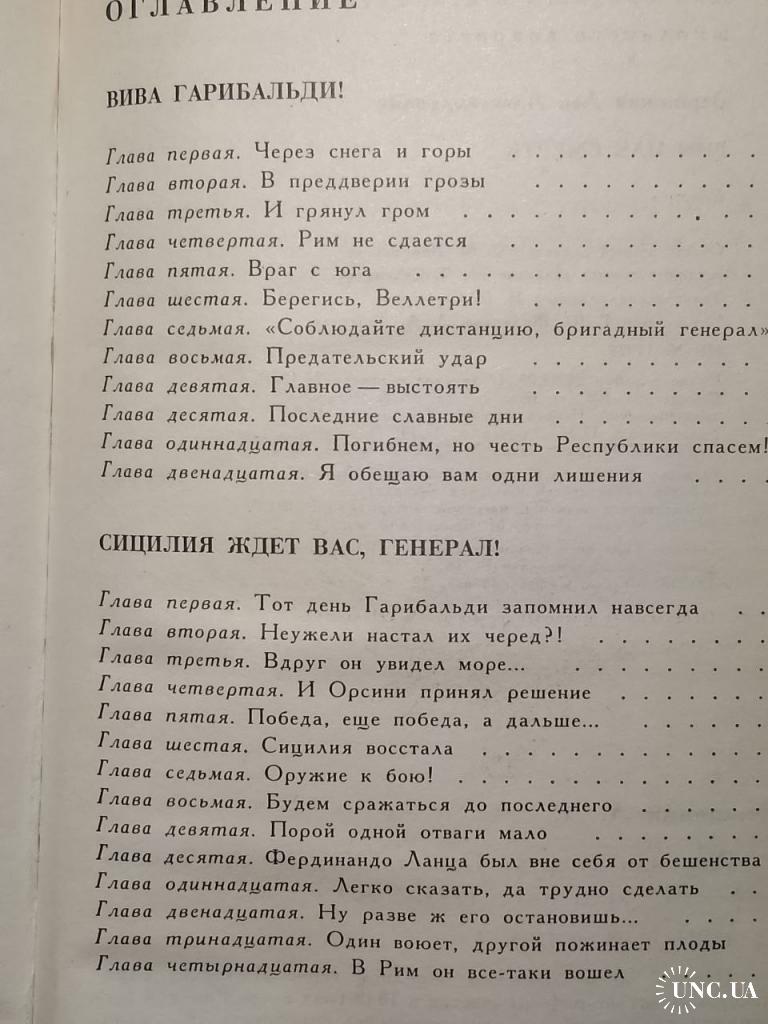 ОГЛАВЛЕНИЕ
ВИВА ГАРИБАЛЬДИ!
Глава первая. Через снега и горы . . . . . . . . .
Глава вторая. В преддверии грозы . . . . . . . .
Глава третья. И грянул гром . . . . . . . . . . .
Глава четвертая. Рим не сдается . . . . . . . . .
Глава пятая. Враг с юга . . . . . . . . . . . . .
Глава шестая. Берегись, Веллетри! . . . . . . . .
Глава седьмая. «Соблюдайте дистанцию, бригадный генерал»
Глава восьмая. Предательский удар . . . . . . . .
Глава девятая. Главное — выстоять . . . . . . . .
Глава десятая. Последние славные дни . . . . . . .
Глава одиннадцатая. Погибнем, но честь Республики спасем!
Глава двенадцатая. Я обещаю вам одни лишения . . . .
СИЦИЛИЯ ЖДЕТ ВАС, ГЕНЕРАЛ!
Глава первая. Тот день Гарибальди запомнил навсегда . .
Глава вторая. Неужели настал их черед?! . . . . . . .
Глава третья. Вдруг он увидел море... . . . . . . . .
Глава четвертая. И Орсини принял решение . . . . . .
Глава пятая. Победа, еще победа, а дальше... . . . . .
Глава шестая. Сицилия восстала . . . . . . . . . . .
Глава седьмая. Оружие к бою! . . . . . . . . . . . .
Глава восьмая. Будем сражаться до последнего . . . . .
Глава девятая. Порой одной отваги мало . . . . . . .
Глава десятая. Фердинандо Ланца был вне себя от бешенства
Глава одиннадцатая. Легко сказать, да трудно сделать . .
Глава двенадцатая. Ну разве ж его остановишь... . . . .
Глава тринадцатая. Один воюет, другой пожинает плоды
Глава четырнадцатая. В Рим он все-таки вошел . . . . .
UNC.UA